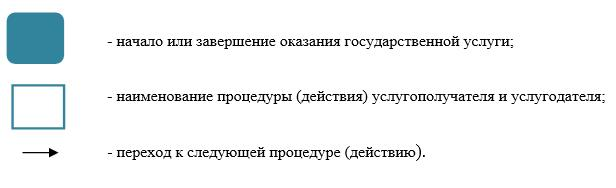 - начало или завершение оказания государственной услуги;
- наименование процедуры (действия) услугополучателя и услугодателя;
- переход к следующей процедуре (действию).